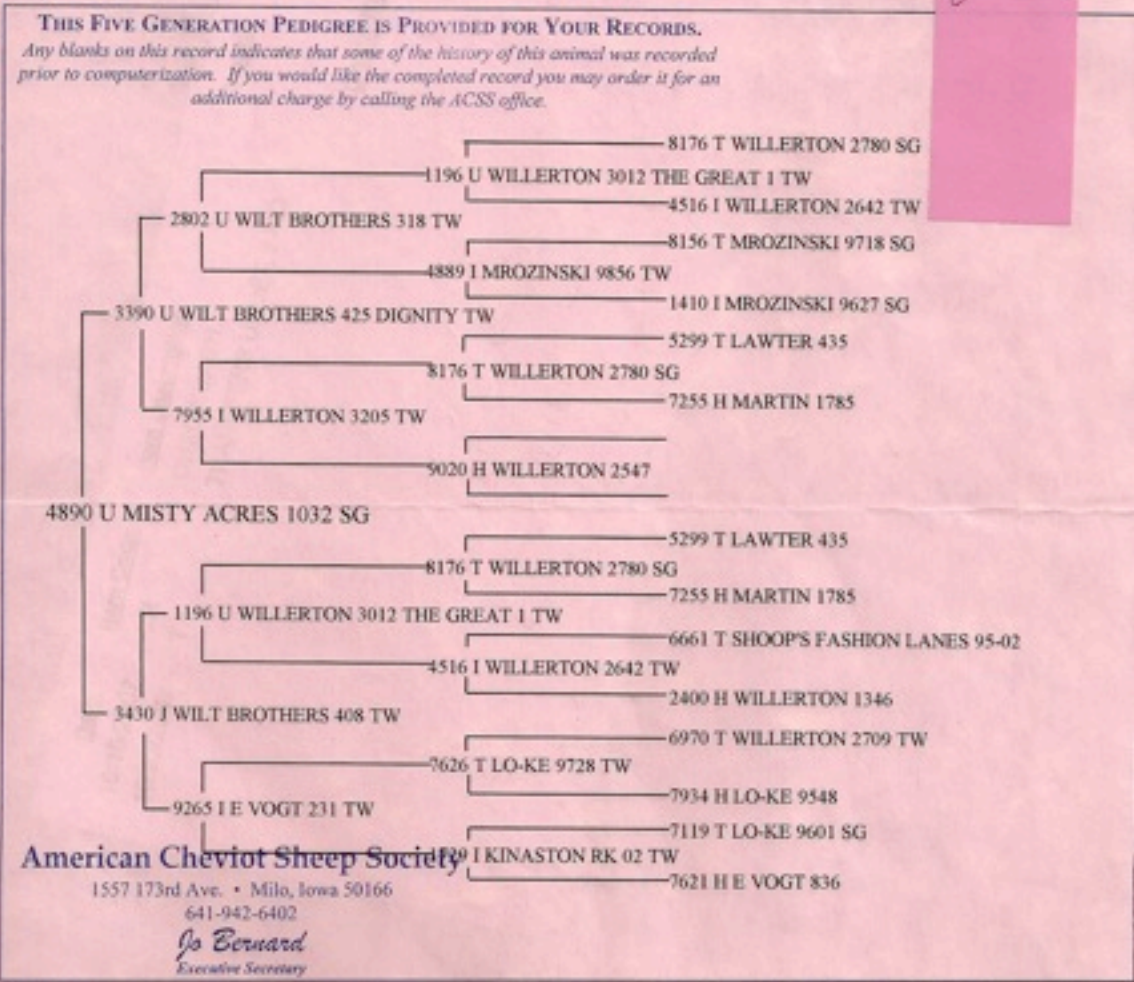 THIS FIVE GENERATION PEDIGREE IS PROVIDED FOR YOUR RECORDS.
Any blanks on this record indicates that some of the history of this animal was recorded
prior to computerization. If you would like the completed record you may order it for an
additional charge by calling the ACSS office.
8176 T WILLERTON 2780 SG
1196 U WILLERTON 3012 THE GREAT 1 TW
4516 I WILLERTON 2642 TW
2802 U WILT BROTHERS 318 TW
8156 T MROZINSKI 9718 SG
4889 I MROZINSKI 9856 TW
1410 I MROZINSKI 9627 SG
3390 U WILT BROTHERS 425 DIGNITY TW
5299 T LAWTER 435
8176 T WILLERTON 2780 SG
7255 H MARTIN 1785
7955 I WILLERTON 3205 TW
9020 H WILLERTON 2547
4890 U MISTY ACRES 1032 SG
5299 T LAWTER 435
8176 T WILLERTON 2780 SG
7255 H MARTIN 1785
1196 U WILLERTON 3012 THE GREAT 1 TW
6661 T SHOOP'S FASHION LANES 95-02
4516 I WILLERTON 2642 TW
2400 H WILLERTON 1346
3430 J WILT BROTHERS 408 TW
6970 T WILLERTON 2709 TW
7626 T LO-KE 9728 TW
7934 H LO-KE 9548
9265 I E VOGT 231 TW
7119 T LO-KE 9601 SG
I KINASTON RK 02 TW
7621 H E VOGT 836
American Cheviot Sheep Society
1557 173rd Ave. • Milo, Iowa 50166
641-942-6402
Jo Bernard
Executive Secretary